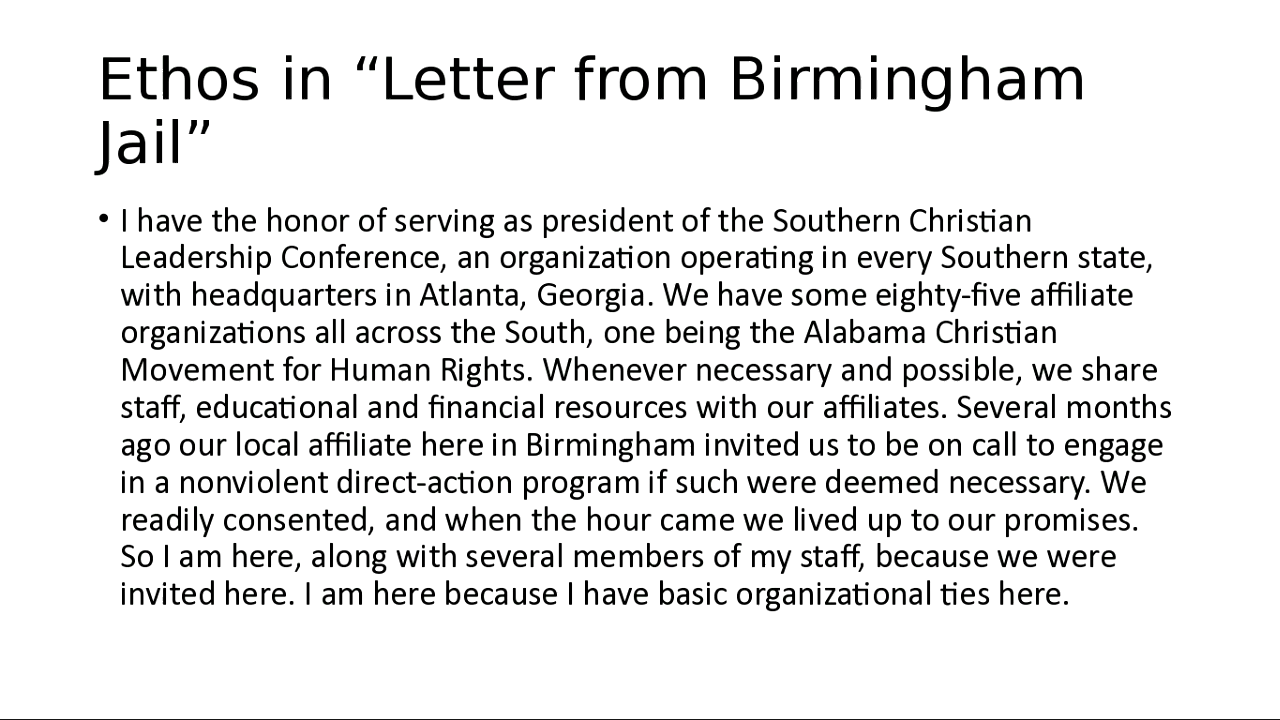 Ethos in “Letter from Birmingham
Jail”
• I have the honor of serving as president of the Southern Christian
Leadership Conference, an organization operating in every Southern state,
with headquarters in Atlanta, Georgia. We have some eighty-five affiliate
organizations all across the South, one being the Alabama Christian
Movement for Human Rights. Whenever necessary and possible, we share
staff, educational and financial resources with our affiliates. Several months
ago our local affiliate here in Birmingham invited us to be on call to engage
in a nonviolent direct-action program if such were deemed necessary. We
readily consented, and when the hour came we lived up to our promises.
So I am here, along with several members of my staff, because we were
invited here. I am here because I have basic organizational ties here.